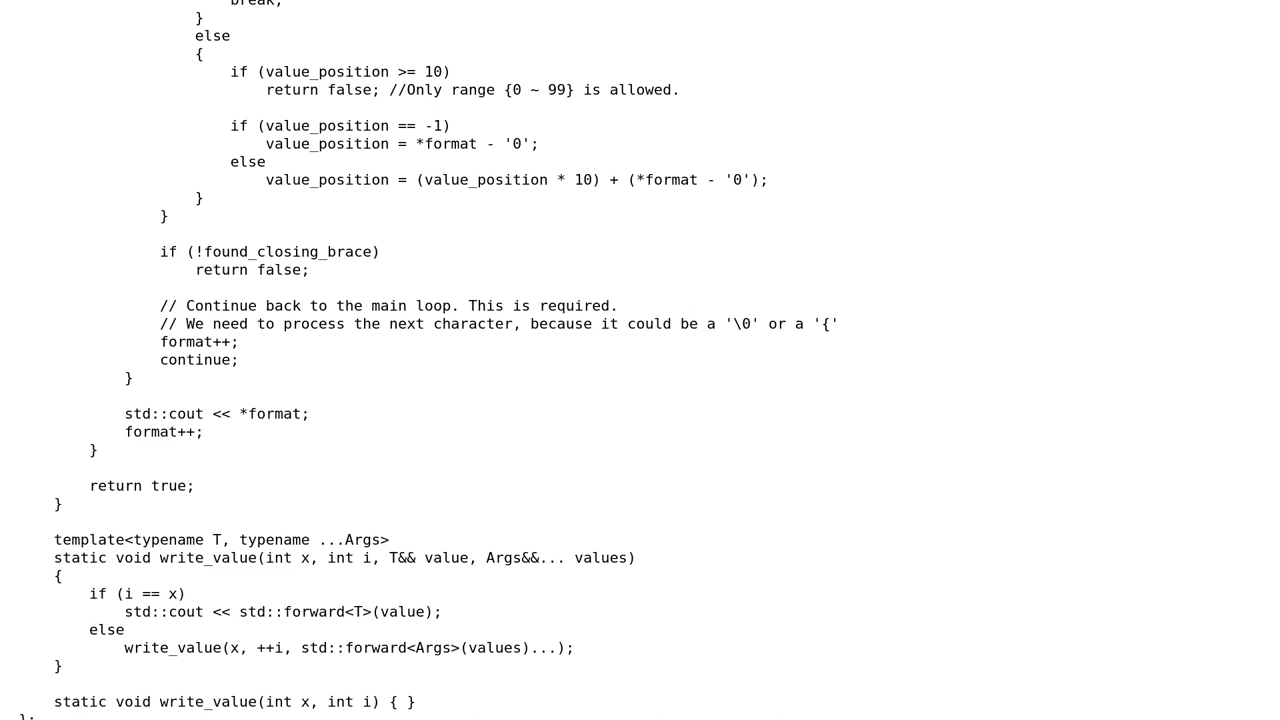 break;
                    }
                    else
                    {
                        if (value_position >= 10)
                            return false; //Only range {0 ~ 99} is allowed.

                        if (value_position == -1)
                            value_position = *format - '0';
                        else
                            value_position = (value_position * 10) + (*format - '0');
                    }
                }

                if (!found_closing_brace)
                    return false;

                // Continue back to the main loop. This is required.
                // We need to process the next character, because it could be a '\0' or a '{'
                format++;
                continue;
            }

            std::cout << *format;
            format++;
        }

        return true;
    }

    template<typename T, typename ...Args>
    static void write_value(int x, int i, T&& value, Args&&... values)
    {
        if (i == x)
            std::cout << std::forward<T>(value);
        else
            write_value(x, ++i, std::forward<Args>(values)...);
    }

    static void write_value(int x, int i) { }
};